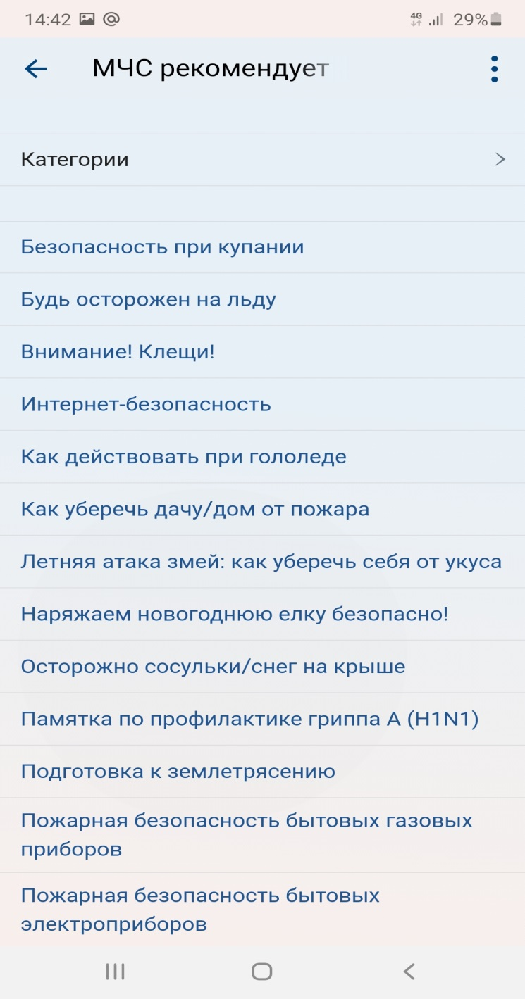 14:42 4G 29%
МЧС рекомендует
Категории
Безопасность при купании
Будь осторожен на льду
Внимание! Клещи!
Интернет-безопасность
Как действовать при гололеде
Как уберечь дачу/дом от пожара
Летняя атака змей: как уберечь себя от укуса
Наряжаем новогоднюю елку безопасно!
Осторожно сосульки/снег на крыше
Памятка по профилактике гриппа А (H1N1)
Подготовка к землетрясению
Пожарная безопасность бытовых газовых
приборов
Пожарная безопасность бытовых
электроприборов